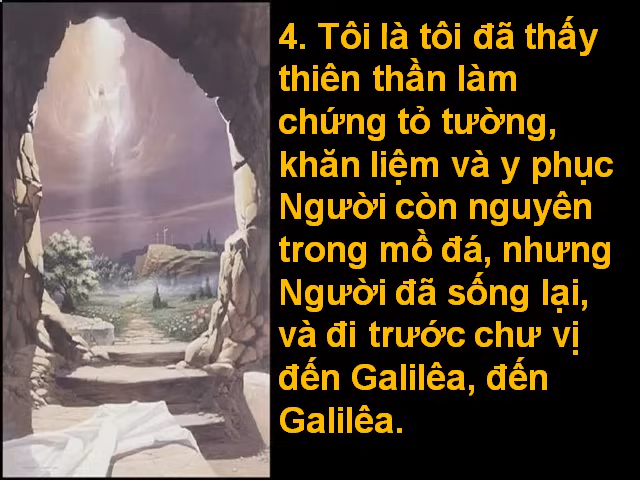 4. Tôi là tôi đã thấy
thiên thần làm
chứng tỏ tường,
khăn liệm và y phục
Người còn nguyên
trong mồ đá, nhưng
Người đã sống lại,
và đi trước chư vị
đến Galilêa, đến
Galilêa.